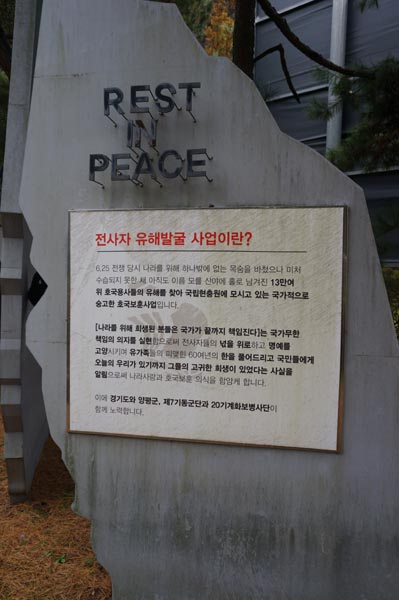 REST
IN
PEACE
전사자 유해발굴 사업이란?
6.25 전쟁 당시 나라를 위해 하나밖에 없는 목숨을 바쳤으나 미처
수습되지 못한 채 아직도 이름 모를 산야에 홀로 남겨진 13만여
위 호국용사들의 유해를 찾아 국립현충원에 모시고 있는 국가적으로
숭고한 호국보훈사업입니다.
[나라를 위해 희생된 분들은 국가가 끝까지 책임진다]는 국가무한
책임의 의지를 실현함으로써 전사자들의 넋을 위로하고 명예를
고양시키며 유가족들의 피맺힌 60여년의 한을 풀어드리고 국민들에게
오늘의 우리가 있기까지 그들의 고귀한 희생이 있었다는 사실을
알림으로써 나라사랑과 호국보훈 의식을 함양케 합니다.
이에 경기도와 양평군, 제7기동군단과 20기계화보병사단이
함께 노력합니다.